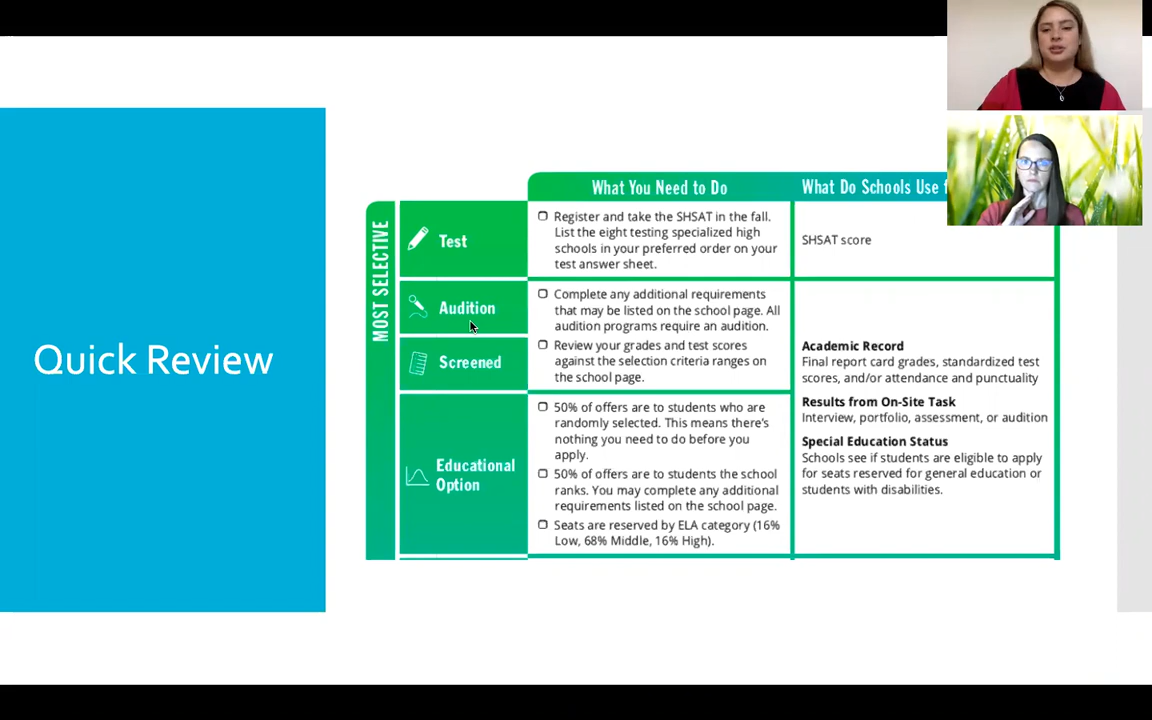 Quick Review
What You Need to Do
What Do Schools Use
MOST SELECTIVE
Test
Register and take the SHSAT in the fall.
List the eight testing specialized high
schools in your preferred order on your
test answer sheet.
SHSAT score
Audition
Complete any additional requirements
that may be listed on the school page. All
audition programs require an audition.
Screened
Review your grades and test scores
against the selection criteria ranges on
the school page.
Educational
Option
50% of offers are to students who are
randomly selected. This means there's
nothing you need to do before you
apply.
50% of offers are to students the school
ranks. You may complete any additional
requirements listed on the school page.
Seats are reserved by ELA category (16%
Low, 68% Middle, 16% High).
Academic Record
Final report card grades, standardized test
scores, and/or attendance and punctuality
Results from On-Site Task
Interview, portfolio, assessment, or audition
Special Education Status
Schools see if students are eligible to apply
for seats reserved for general education or
students with disabilities.